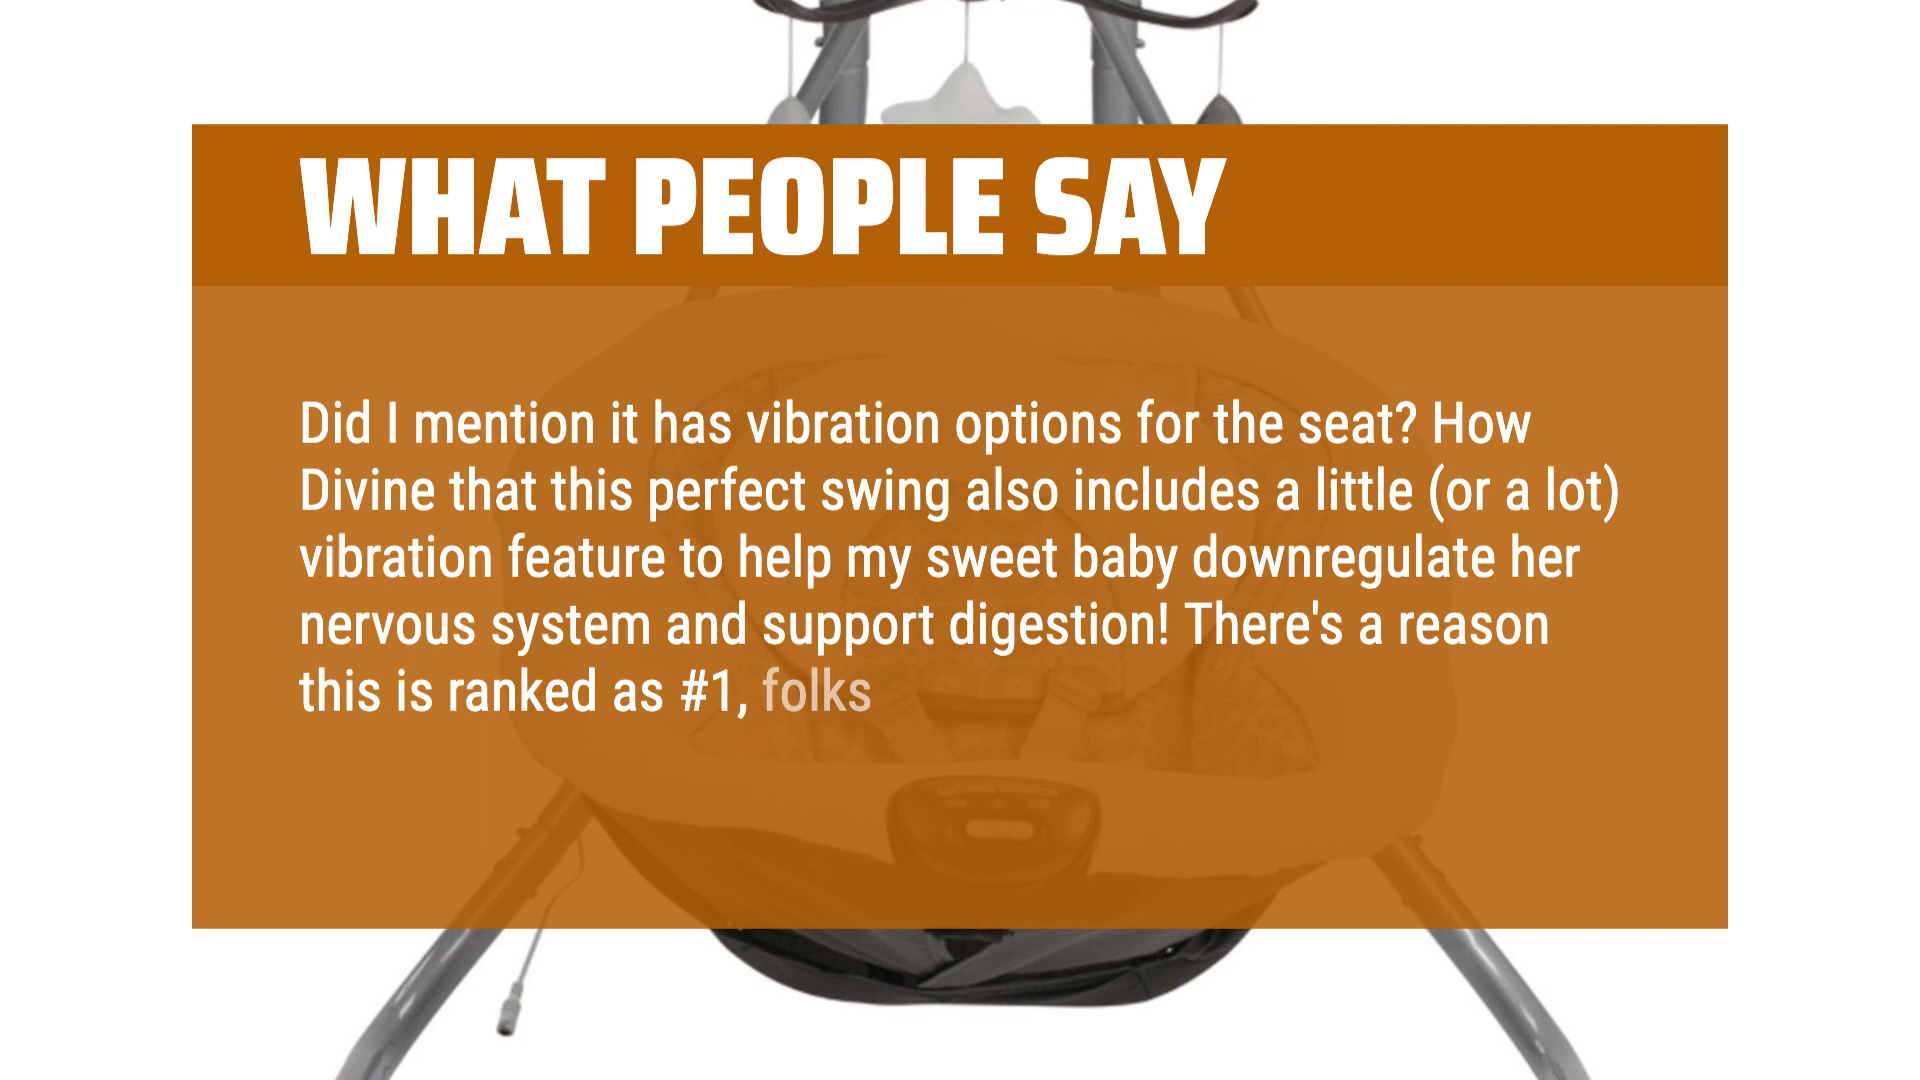 WHAT PEOPLE SAY
Did I mention it has vibration options for the seat? How
Divine that this perfect swing also includes a little (or a lot)
vibration feature to help my sweet baby downregulate her
nervous system and support digestion! There's a reason
this is ranked as #1, folks